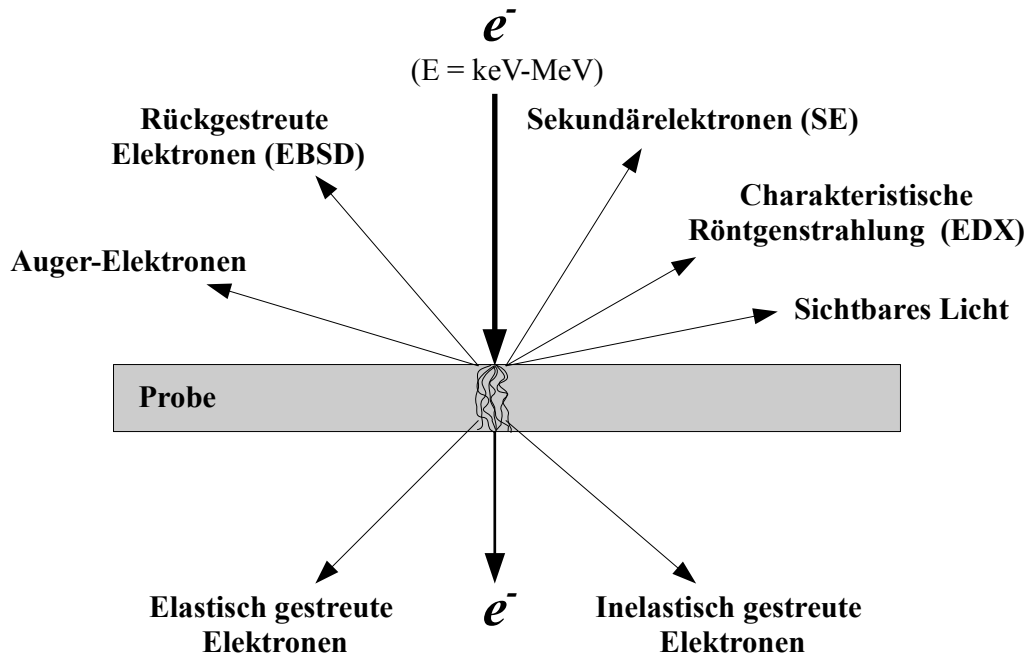 e⁻
(E = keV-MeV)
Rückgestreute
Elektronen (EBSD)
Sekundärelektronen (SE)
Charakteristische
Röntgenstrahlung (EDX)
Auger-Elektronen
Sichtbares Licht
Probe
Elastisch gestreute
Elektronen
e⁻
Inelastisch gestreute
Elektronen